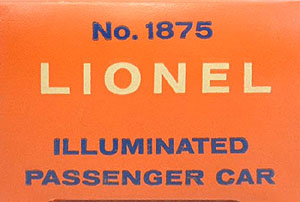 No. 1875
LIONEL
ILLUMINATED
PASSENGER CAR